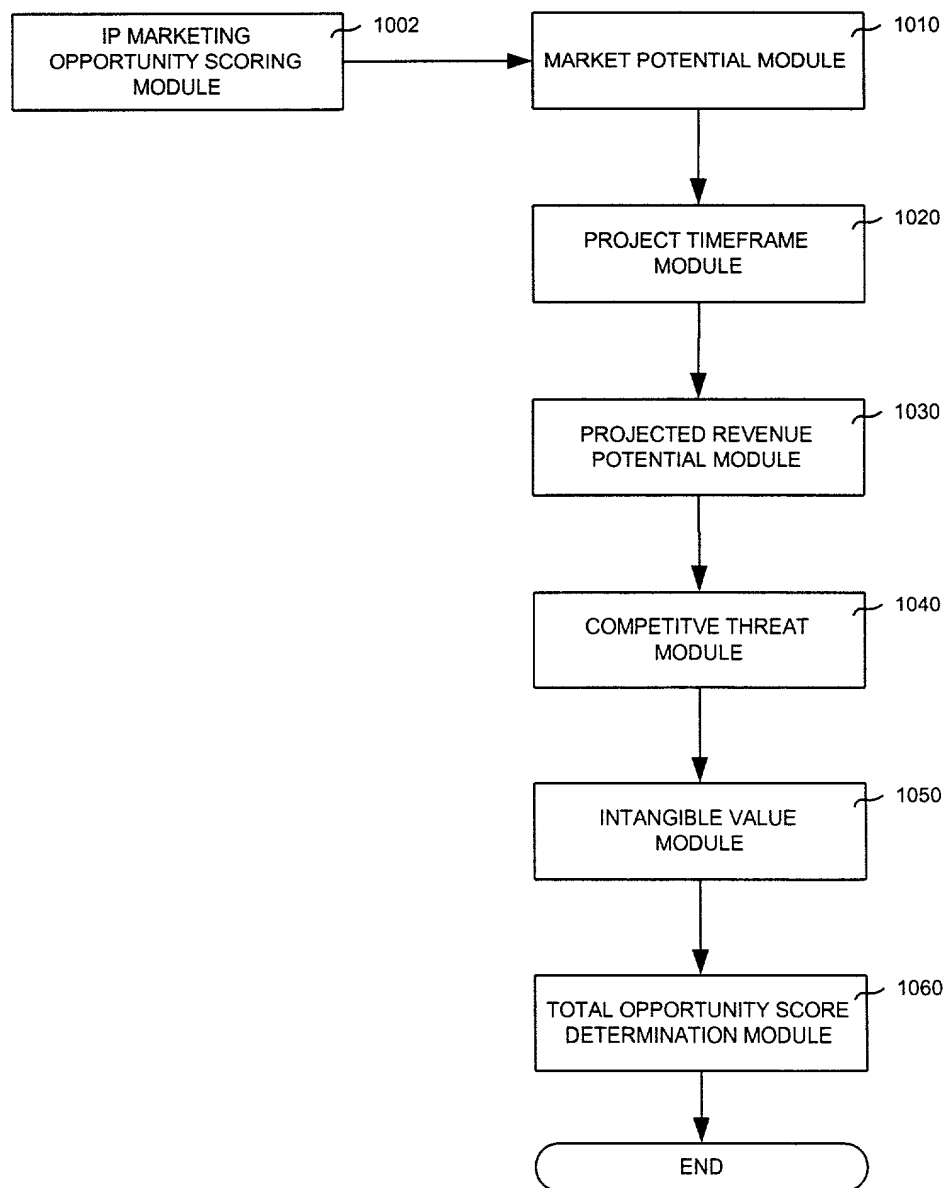 IP MARKETING
OPPORTUNITY SCORING
MODULE
1002
MARKET POTENTIAL MODULE
1010
PROJECT TIMEFRAME
MODULE
1020
PROJECTED REVENUE
POTENTIAL MODULE
1030
COMPETITVE THREAT
MODULE
1040
INTANGIBLE VALUE
MODULE
1050
TOTAL OPPORTUNITY SCORE
DETERMINATION MODULE
1060
END